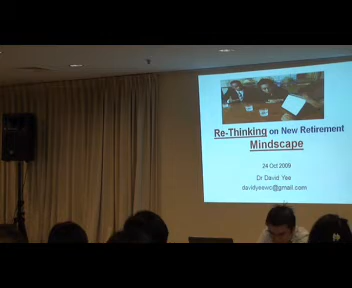 Re-Thinking on New Retirement
Mindscape
24 Oct 2009
Dr David Yee
davidyeewc@gmail.com